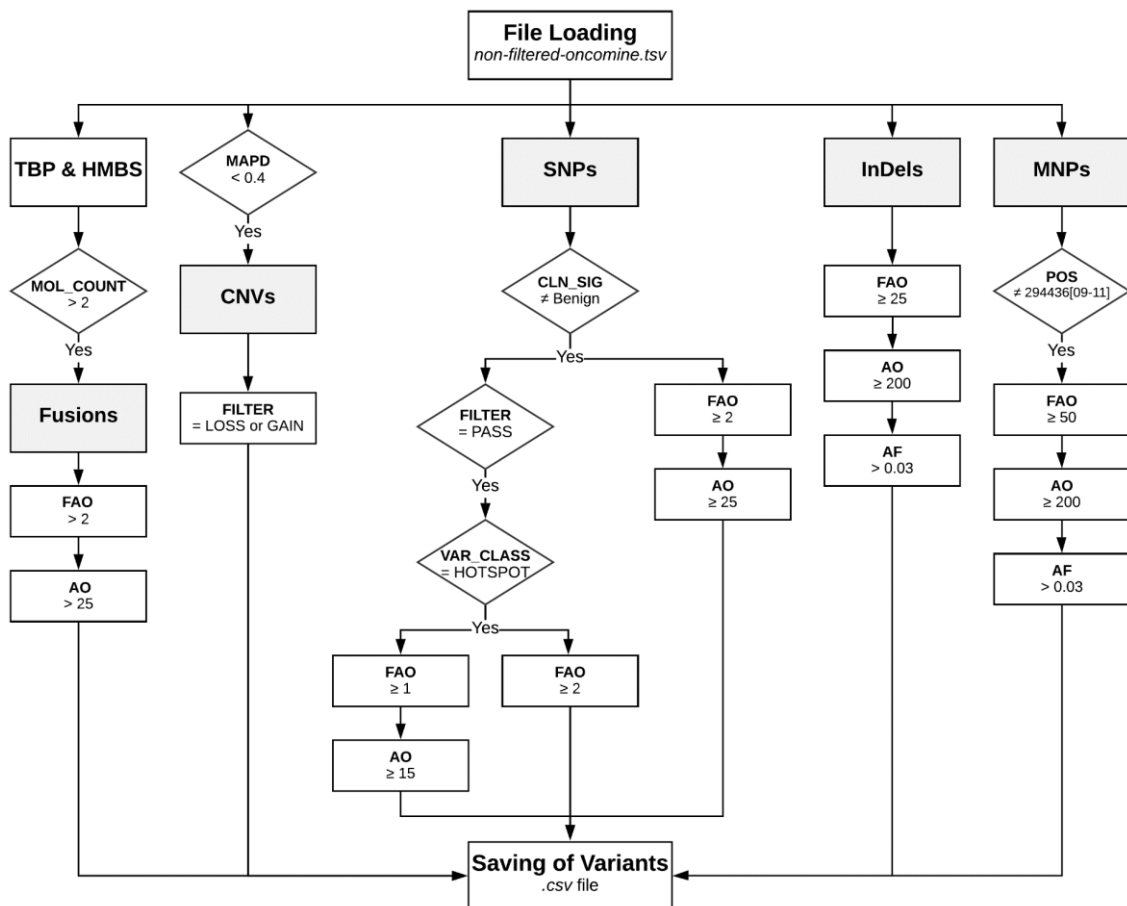 File Loading
non-filtered-oncomine.tsv
TBP & HMBS
MOL_COUNT
> 2
Yes
Fusions
FAO
> 2
AO
> 25
MAPD
< 0.4
Yes
CNVs
FILTER
= LOSS or GAIN
SNPs
CLN_SIG
≠ Benign
Yes
FILTER
= PASS
Yes
VAR_CLASS
= HOTSPOT
Yes
FAO
≥ 1
AO
≥ 15
FAO
≥ 2
FAO
≥ 2
AO
≥ 25
InDels
FAO
≥ 25
AO
≥ 200
AF
> 0.03
MNPs
POS
≠ 294436[09-11]
Yes
FAO
≥ 50
AO
≥ 200
AF
> 0.03
Saving of Variants
.csv file